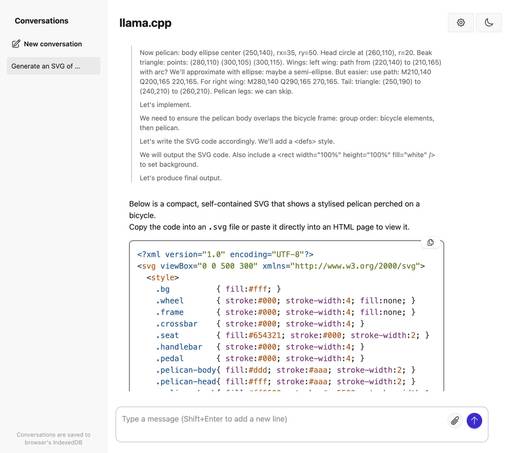 Conversations
llama.cpp
New conversation
Generate an SVG of ...
Now pelican: body ellipse center (250,140), rx=35, ry=50. Head circle at (260,110), r=20. Beak
triangle: points: (280,110) (300,105) (300,115). Wings: left wing: path from (220,140) to (210,165)
with arc? We'll approximate with ellipse: maybe a semi-ellipse. But easier: use path: M210,140
Q200,165 220,165. For right wing: M280,140 Q290,165 270,165. Tail: triangle: (250,190) to
(240,210) to (260,210). Pelican legs: we can skip.
Let's implement.
We need to ensure the pelican body overlaps the bicycle frame: group order: bicycle elements,
then pelican.
Let's write the SVG code accordingly. We'll add a <defs> style.
We will output the SVG code. Also include a <rect width="100%" height="100%" fill="white" />
to set background.
Let's produce final output.
Below is a compact, self-contained SVG that shows a stylised pelican perched on a
bicycle.
Copy the code into an .svg file or paste it directly into an HTML page to view it.
<?xml version="1.0" encoding="UTF-8"?>
<svg viewBox="0 0 500 300" xmlns="http://www.w3.org/2000/svg">
<style>
.bg { fill:#fff; }
.wheel { stroke:#000; stroke-width:4; fill:none; }
.frame { stroke:#000; stroke-width:4; fill:none; }
.crossbar { stroke:#000; stroke-width:4; }
.seat { fill:#654321; stroke:#000; stroke-width:2; }
.handlebar { stroke:#000; stroke-width:4; }
.pedal { stroke:#000; stroke-width:4; }
.pelican-body{ fill:#ddd; stroke:#aaa; stroke-width:2; }
.pelican-head{ fill:#fff; stroke:#aaa; stroke-width:2; }
Type a message (Shift+Enter to add a new line)
Conversations are saved to
browser's IndexedDB